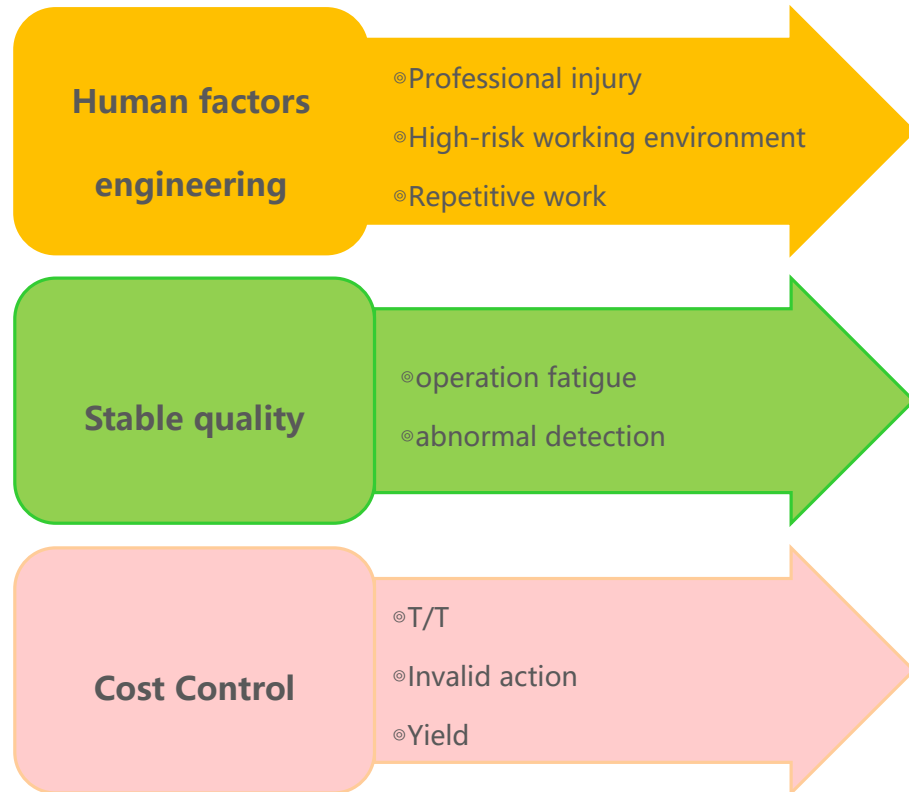 Human factors
engineering
◎Professional injury
◎High-risk working environment
◎Repetitive work
Stable quality
◎operation fatigue
◎abnormal detection
Cost Control
◎T/T
◎Invalid action
◎Yield